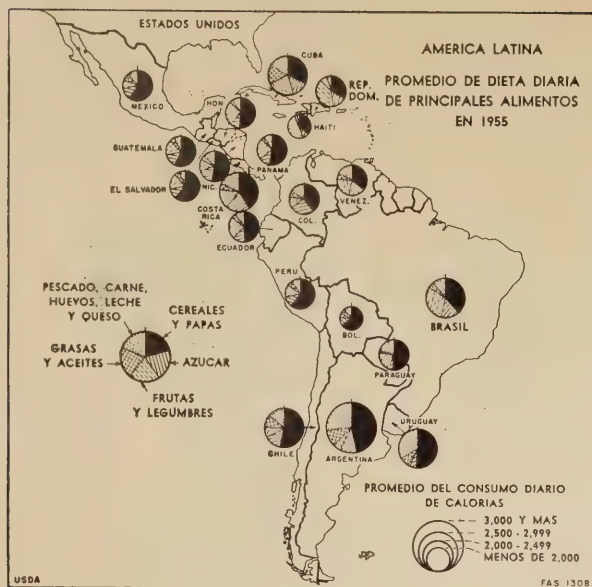 ESTADOS UNIDOS
AMERICA LATINA
PROMEDIO DE DIETA DIARIA
DE PRINCIPALES ALIMENTOS
EN 1955
CUBA
REP.
DOM.
MEXICO
HON.
HAITI
GUATEMALA
PANAMA
EL SALVADOR
NIC.
VENEZ.
COSTA
RICA
COL.
ECUADOR
PERU
BRASIL
BOL.
PARAGUAY
PESCADO, CARNE,
HUEVOS, LECHE
Y QUESO
CEREALES
Y PAPAS
GRASAS
Y ACEITES
AZUCAR
FRUTAS
Y LEGUMBRES
CHILE
ARGENTINA
URUGUAY
PROMEDIO DEL CONSUMO DIARIO
DE CALORIAS
3,000 Y MAS
2,500 - 2,999
2,000 - 2,499
MENOS DE 2,000
USDA
FAS 1308